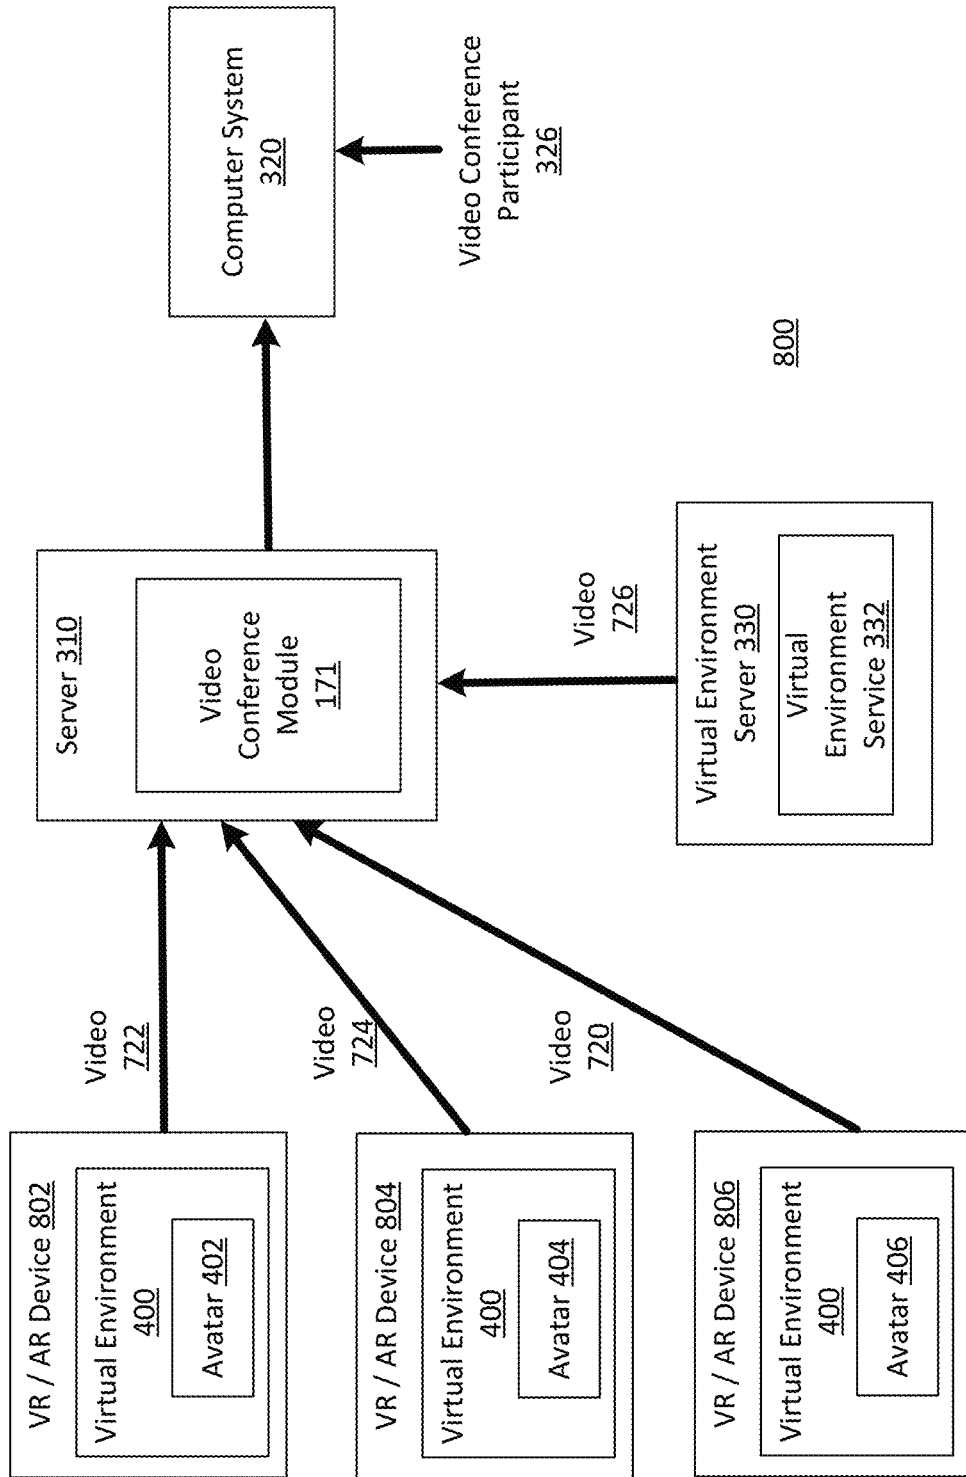 VR / AR Device 802
Virtual Environment
400
Avatar 402
Video
722
VR / AR Device 804
Virtual Environment
400
Avatar 404
Video
724
VR / AR Device 806
Virtual Environment
400
Avatar 406
Video
720
Server 310
Video
Conference
Module
171
Video
726
Virtual Environment
Server 330
Virtual
Environment
Service 332
Computer System
320
Video Conference
Participant
326
800